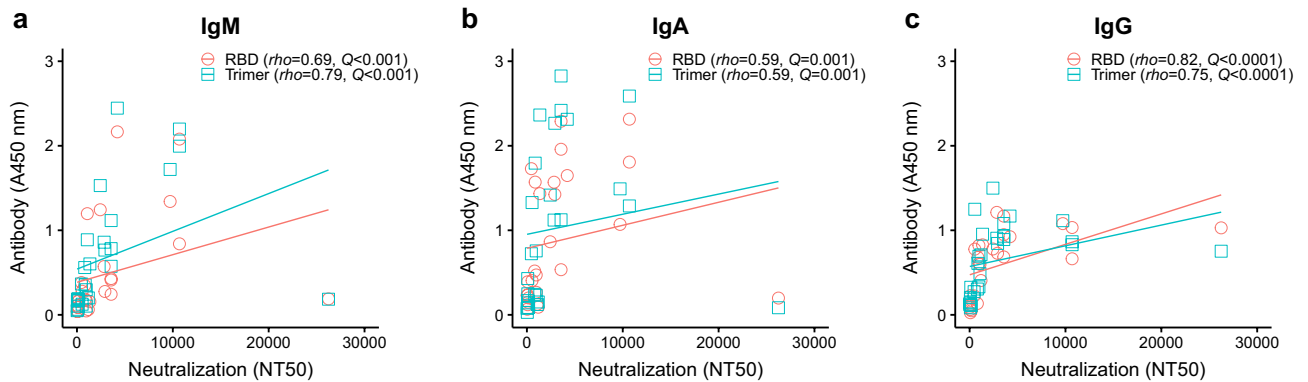 a
IgM
RBD (rho=0.69, Q<0.001)
Trimer (rho=0.79, Q<0.001)
Antibody (A450 nm)
3
2
1
0
0 10000 20000 30000
Neutralization (NT50)
b
IgA
RBD (rho=0.59, Q=0.001)
Trimer (rho=0.59, Q=0.001)
Antibody (A450 nm)
3
2
1
0
0 10000 20000 30000
Neutralization (NT50)
c
IgG
RBD (rho=0.82, Q<0.0001)
Trimer (rho=0.75, Q<0.0001)
Antibody (A450 nm)
3
2
1
0
0 10000 20000 30000
Neutralization (NT50)